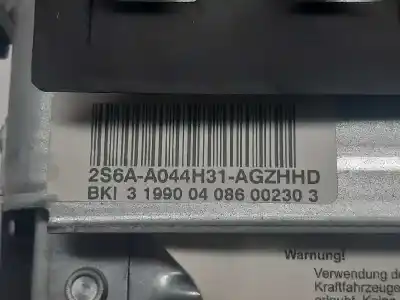 2S6A-A044H31-AGZHHD
BKI 3 1990 04 086 00230 3
Warnung!
Verwendung de
Kraftfahrzeuge